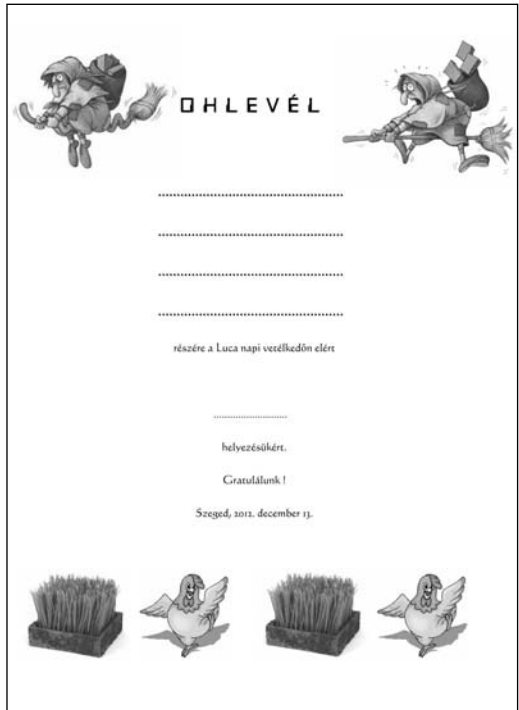 OHLEVÉL
..................................................
..................................................
..................................................
..................................................
részére a Luca napi vetélkedőn elért
..............................
helyezésükért.
Gratulálunk !
Szeged, 2012. december 13.